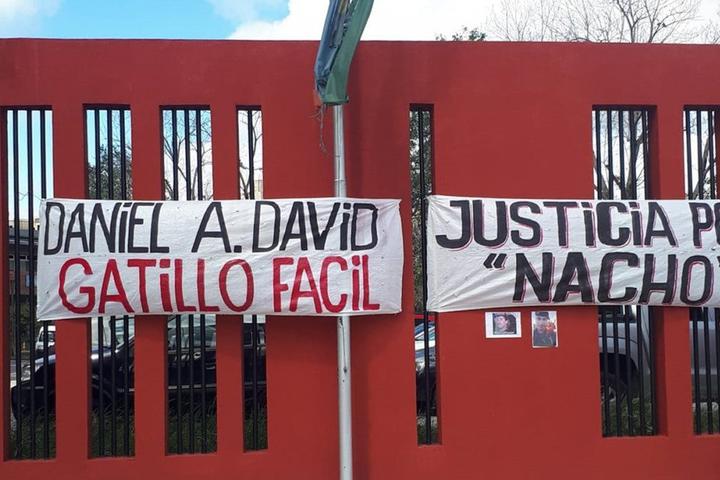 DANIEL A. DAVID
GATILLO FACIL
JUSTICIA P
"NACHO"